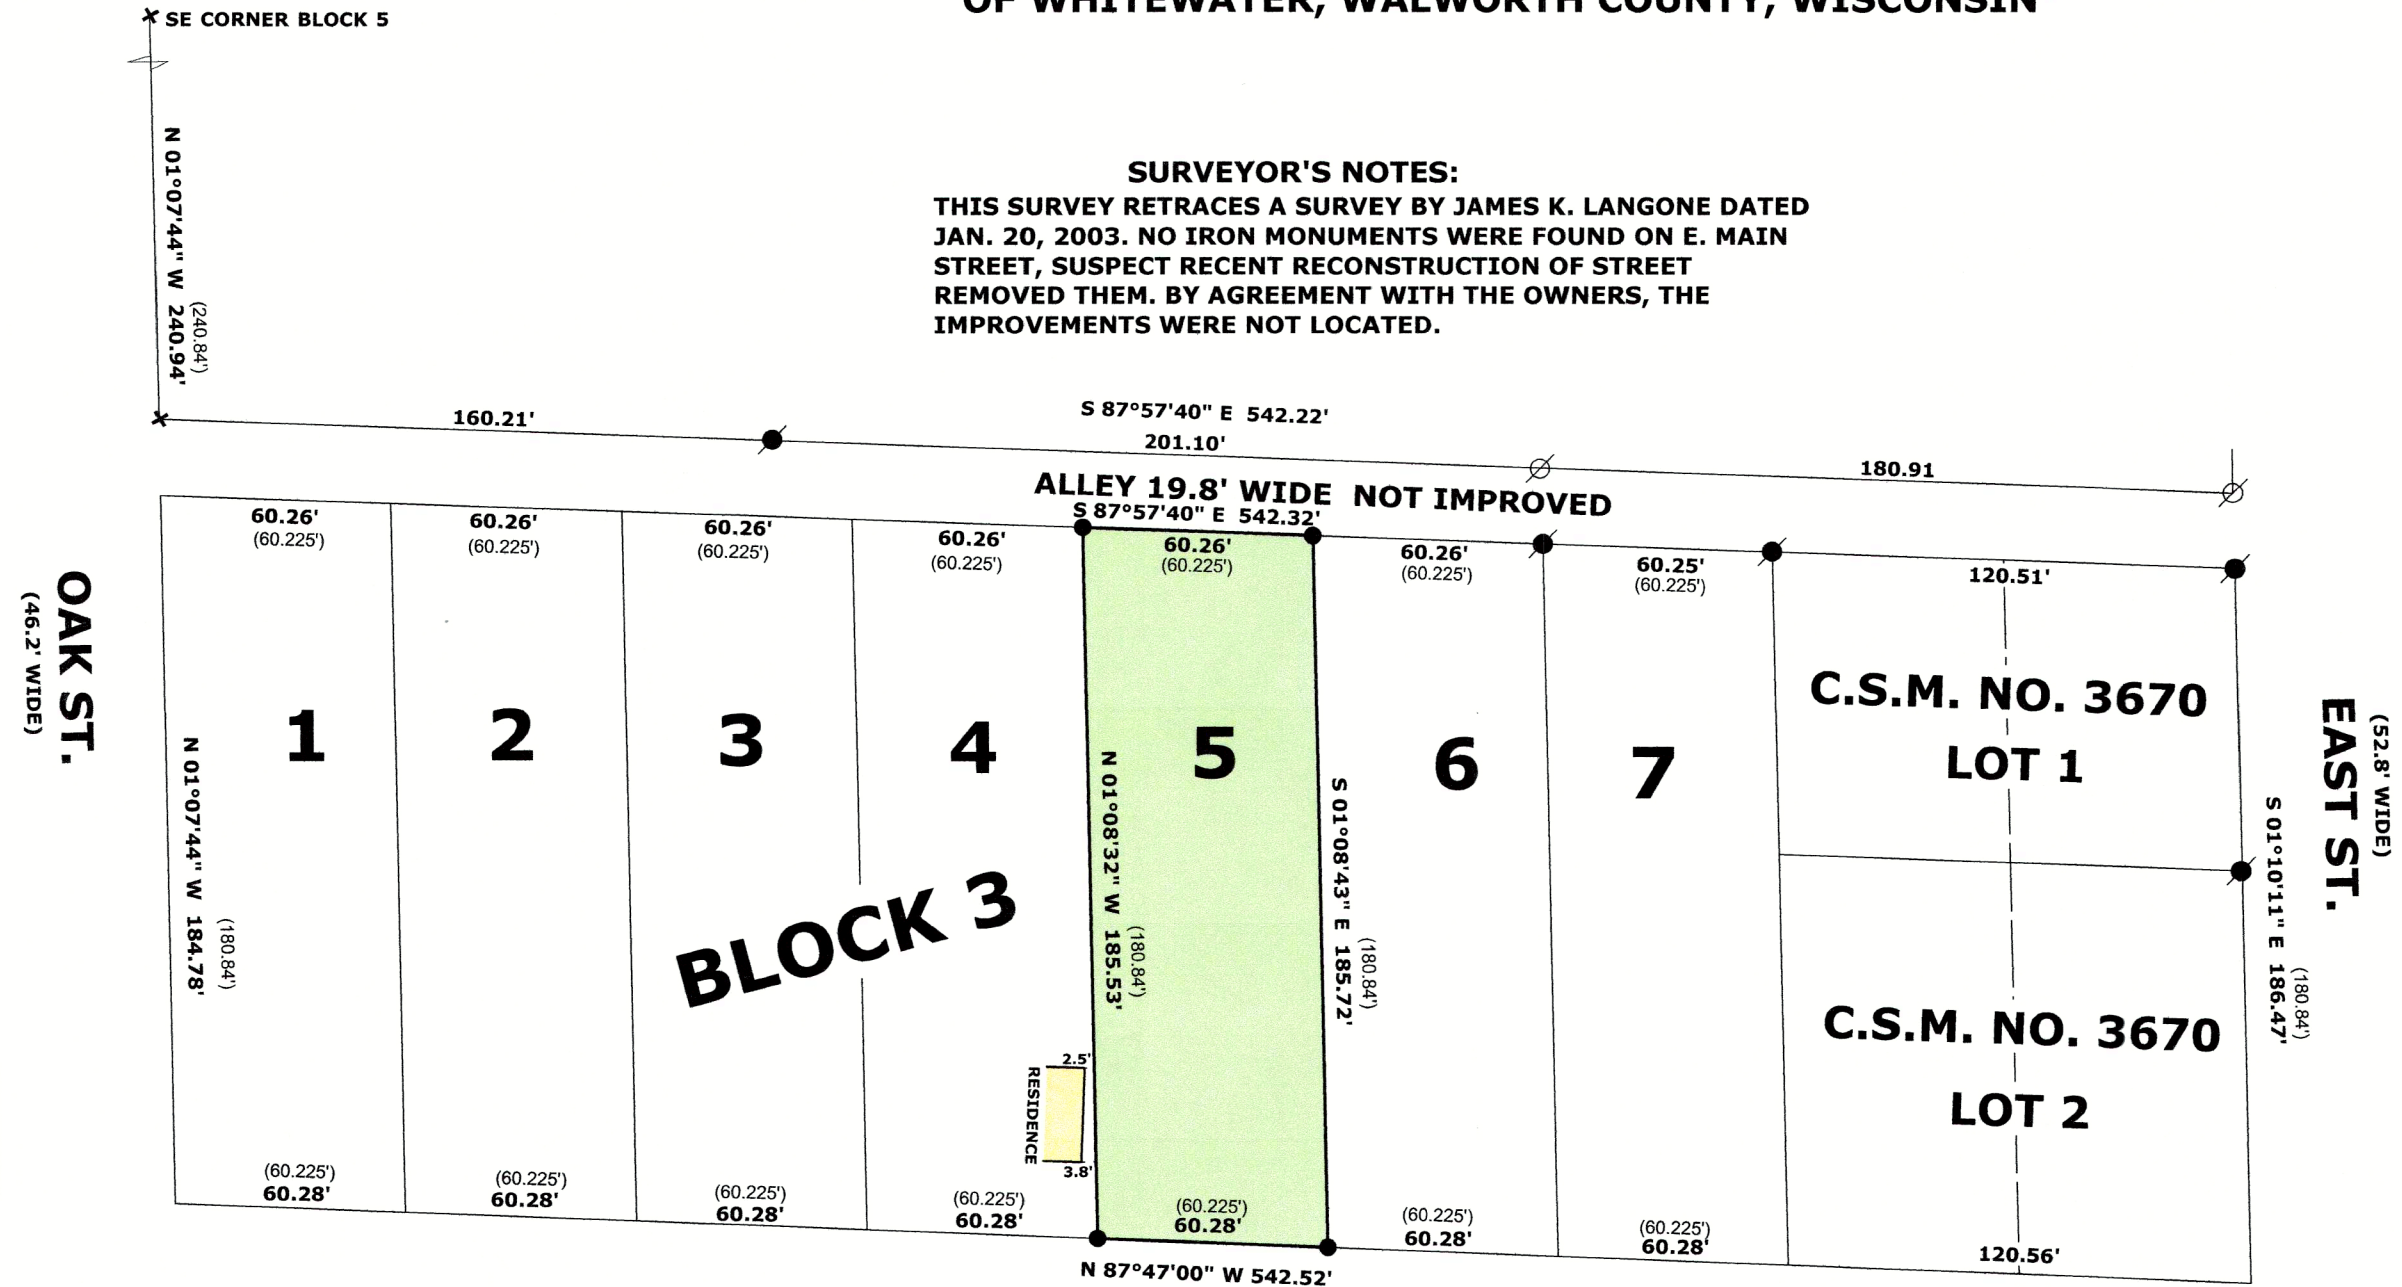 OF WHITEWATER, WALWORTH COUNTY, WISCONSIN
SE CORNER BLOCK 5
N 01°07'44" W 240.94'
(240.84')
SURVEYOR'S NOTES:
THIS SURVEY RETRACES A SURVEY BY JAMES K. LANGONE DATED
JAN. 20, 2003. NO IRON MONUMENTS WERE FOUND ON E. MAIN
STREET, SUSPECT RECENT RECONSTRUCTION OF STREET
REMOVED THEM. BY AGREEMENT WITH THE OWNERS, THE
IMPROVEMENTS WERE NOT LOCATED.
160.21'
S 87°57'40" E 542.22'
201.10'
180.91
ALLEY 19.8' WIDE NOT IMPROVED
S 87°57'40" E 542.32'
60.26'
(60.225')
60.26'
(60.225')
60.26'
(60.225')
60.26'
(60.225')
60.26'
(60.225')
60.26'
(60.225')
60.25'
(60.225')
120.51'
OAK ST.
(46.2' WIDE)
1
2
3
4
5
6
7
C.S.M. NO. 3670
LOT 1
EAST ST.
(52.8' WIDE)
N 01°07'44" W 184.78'
(180.84')
BLOCK 3
N 01°08'32" W 185.53'
(180.84')
S 01°08'43" E 185.72'
(180.84')
S 01°10'11" E 186.47'
(180.84')
C.S.M. NO. 3670
LOT 2
2.5'
RESIDENCE
3.8'
(60.225')
60.28'
(60.225')
60.28'
(60.225')
60.28'
(60.225')
60.28'
(60.225')
60.28'
(60.225')
60.28'
(60.225')
60.28'
120.56'
N 87°47'00" W 542.52'